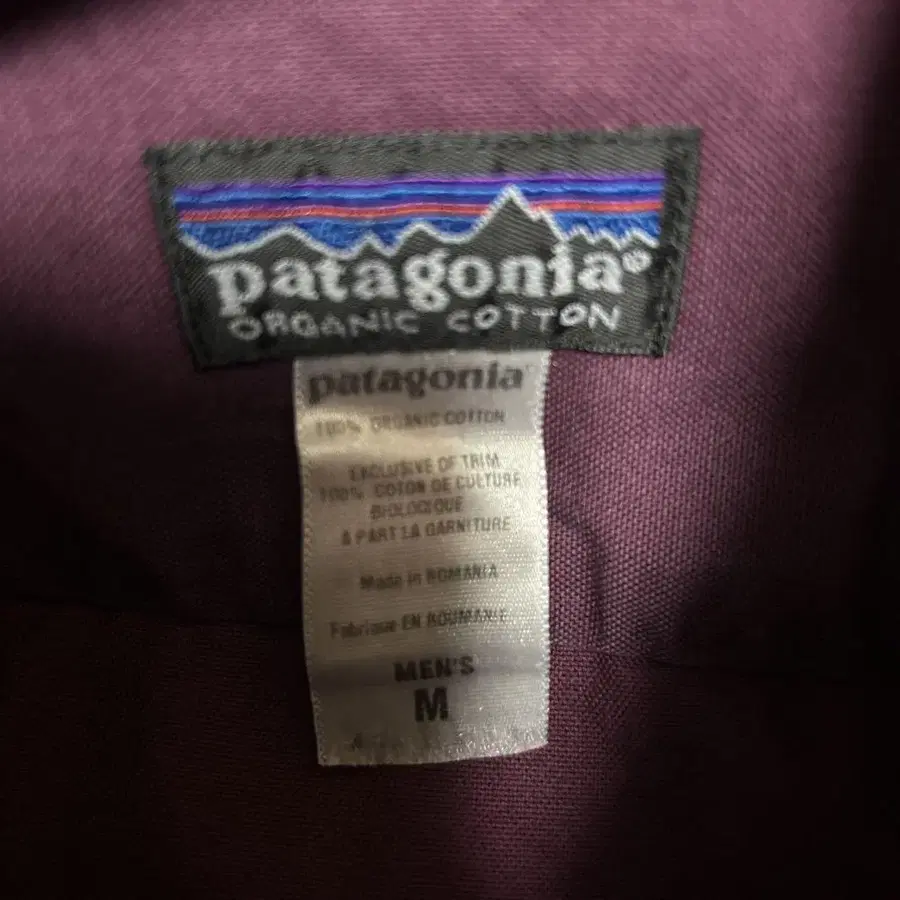 patagonia®
ORGANIC COTTON
patagonia
100% ORGANIC COTTON
EXCLUSIVE OF TRIM
100% COTON DE CULTURE
BIOLOGIQUE
À PART LA GARNITURE
Made in ROMANIA
Fabriqué EN ROUMANIE
MEN'S
M